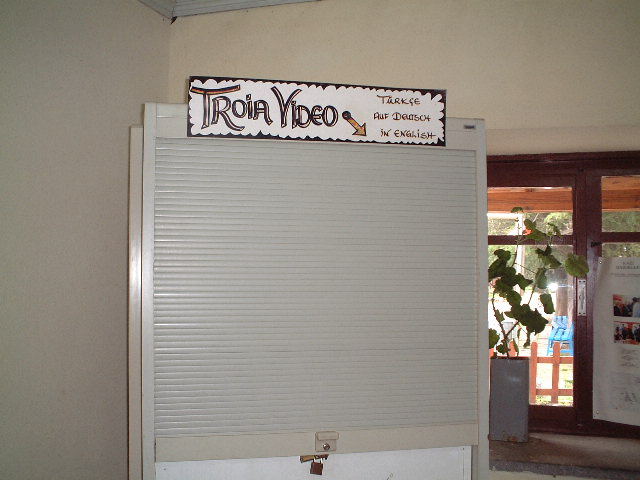 TROIA VIDEO
TÜRKÇE
AUF DEUTSCH
IN ENGLISH